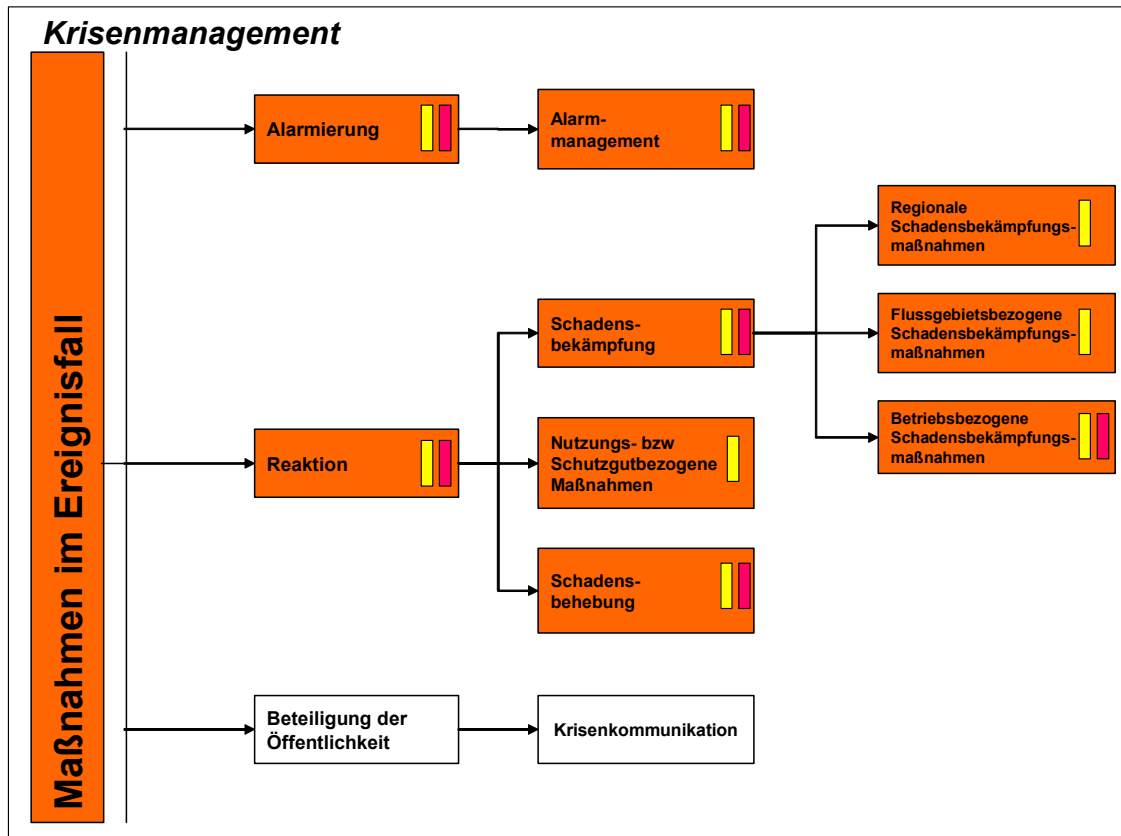 Krisenmanagement
Maßnahmen im Ereignisfall
Alarmierung
Alarm-
management
Regionale
Schadensbekämpfungs-
maßnahmen
Schadens-
bekämpfung
Flussgebietsbezogene
Schadensbekämpfungs-
maßnahmen
Betriebsbezogene
Schadensbekämpfungs-
maßnahmen
Reaktion
Nutzungs- bzw
Schutzgutbezogene
Maßnahmen
Schadens-
behebung
Beteiligung der
Öffentlichkeit
Krisenkommunikation